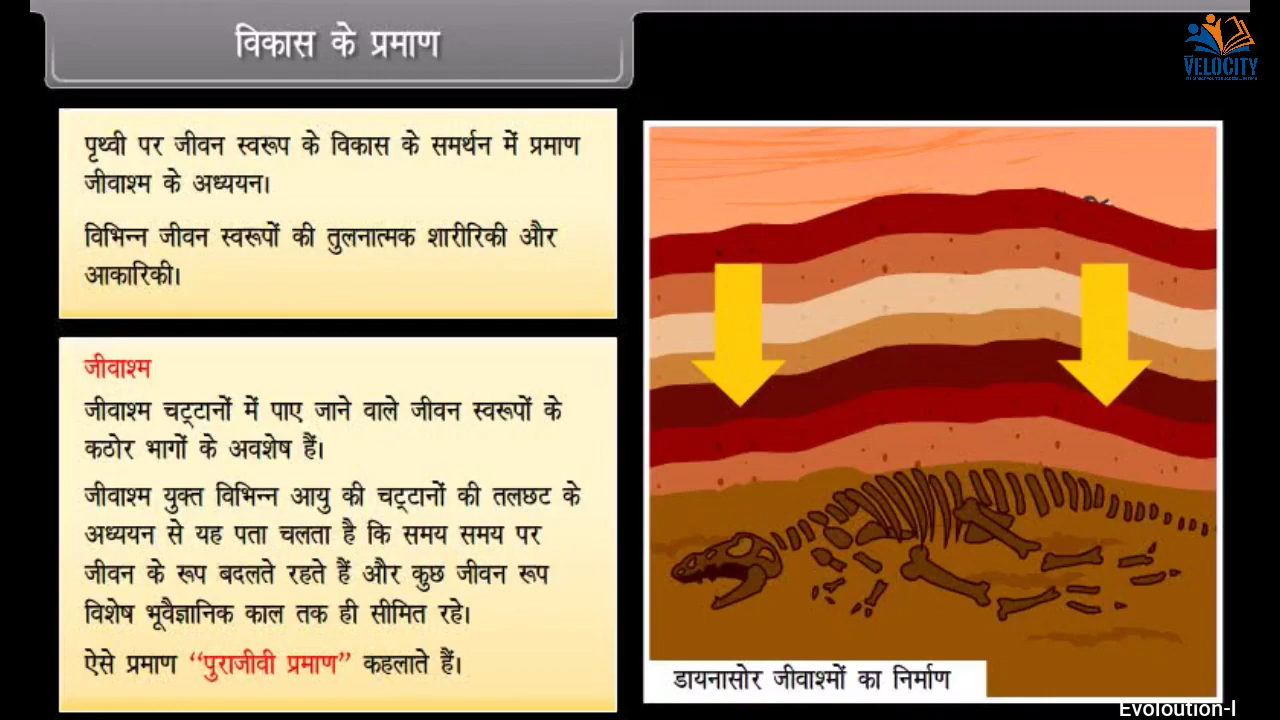 विकास के प्रमाण
VELOCITY
पृथ्वी पर जीवन स्वरूप के विकास के समर्थन में प्रमाण
जीवाश्म के अध्ययन।
विभिन्न जीवन स्वरूपों की तुलनात्मक शारीरिकी और
आकारिकी।
जीवाश्म
जीवाश्म चट्टानों में पाए जाने वाले जीवन स्वरूपों के
कठोर भागों के अवशेष हैं।
जीवाश्म युक्त विभिन्न आयु की चट्टानों की तलछट के
अध्ययन से यह पता चलता है कि समय समय पर
जीवन के रूप बदलते रहते हैं और कुछ जीवन रूप
विशेष भूवैज्ञानिक काल तक ही सीमित रहे।
ऐसे प्रमाण “पुराजीवी प्रमाण” कहलाते हैं।
डायनासोर जीवाश्मों का निर्माण
Evoloution-I